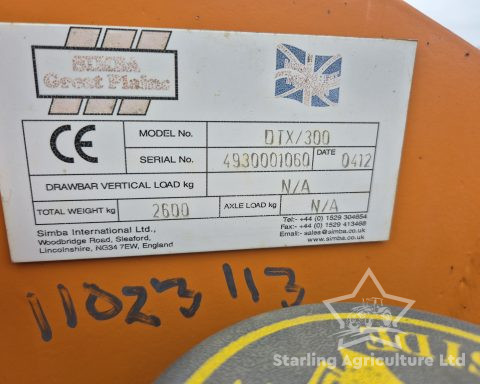 SIMBA
Great Plains
CE
MODEL No. DTX/300
SERIAL No. 4930001060 DATE 0412
DRAWBAR VERTICAL LOAD kg N/A
TOTAL WEIGHT kg 2600 AXLE LOAD kg. N/A
Simba International Ltd.,
Woodbridge Road, Sleaford,
Lincolnshire, NG34 7EW, England
Tel:- +44 (0) 1529 304654
Fax:- +44 (0) 1529 413468
Email:- sales@simba.co.uk
www.simba.co.uk
11023 113
Starling Agriculture Ltd